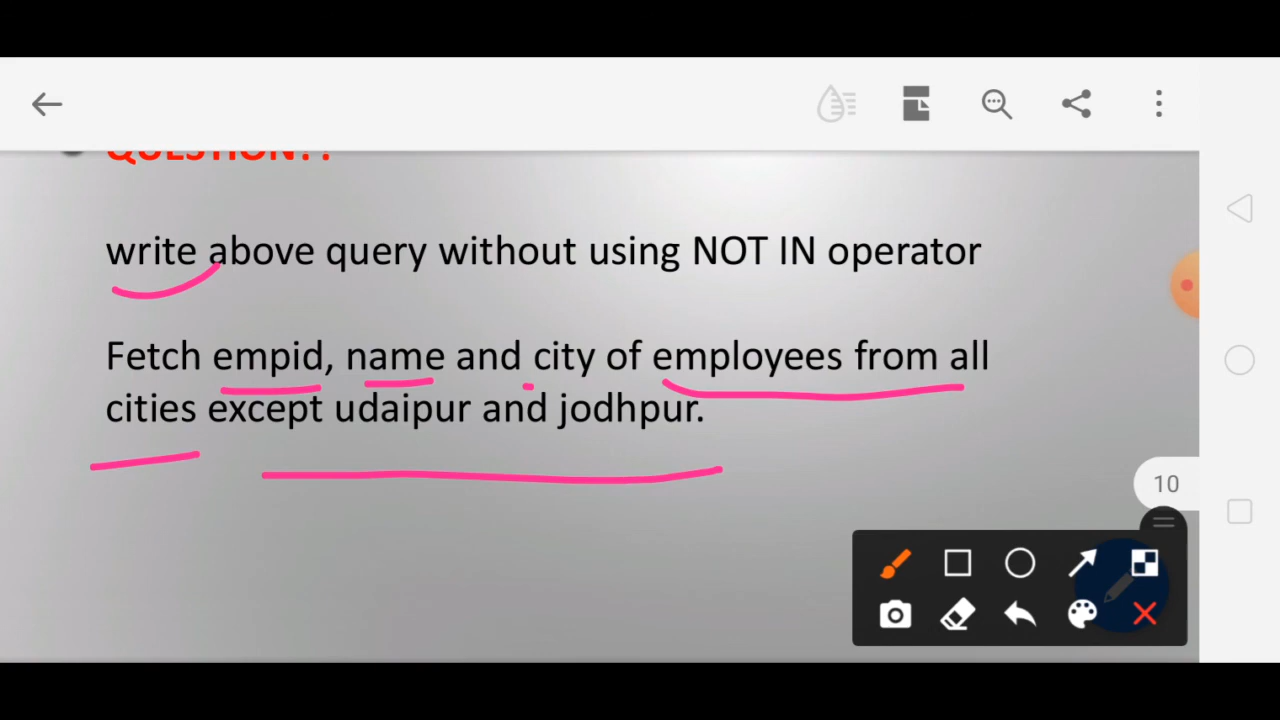 QUESTION??
write above query without using NOT IN operator
Fetch empid, name and city of employees from all
cities except udaipur and jodhpur.
10